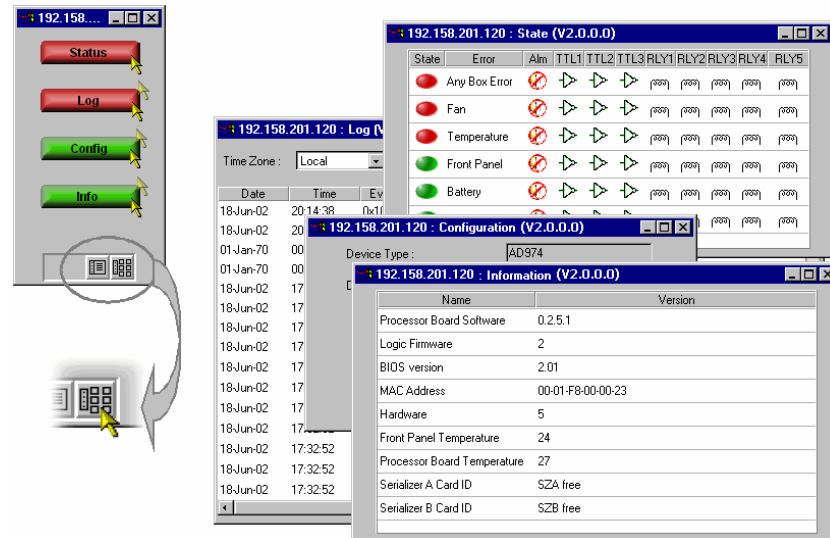 192.158....
Status
Log
Config
Info
192.158.201.120 : State (V2.0.0.0)
State Error Alm TTL1 TTL2 TTL3 RLY1 RLY2 RLY3 RLY4 RLY5
Any Box Error
Fan
Temperature
Front Panel
Battery
192.158.201.120 : Log (V
Time Zone : Local
Date Time Ev
18-Jun-02 20:14:38 0x10
18-Jun-02 20
01-Jan-70 00
01-Jan-70 00
18-Jun-02 17
18-Jun-02 17
18-Jun-02 17
18-Jun-02 17
18-Jun-02 17
18-Jun-02 17
18-Jun-02
18-Jun-02 17:32:52
18-Jun-02 17:32:52
18-Jun-02 17:32:52
192.158.201.120 : Configuration (V2.0.0.0)
Device Type : AD974
192.158.201.120 : Information (V2.0.0.0)
Name Version
Processor Board Software 0.2.5.1
Logic Firmware 2
BIOS version 2.01
MAC Address 00-01-F8-00-00-23
Hardware 5
Front Panel Temperature 24
Processor Board Temperature 27
Serializer A Card ID SZA free
Serializer B Card ID SZB free